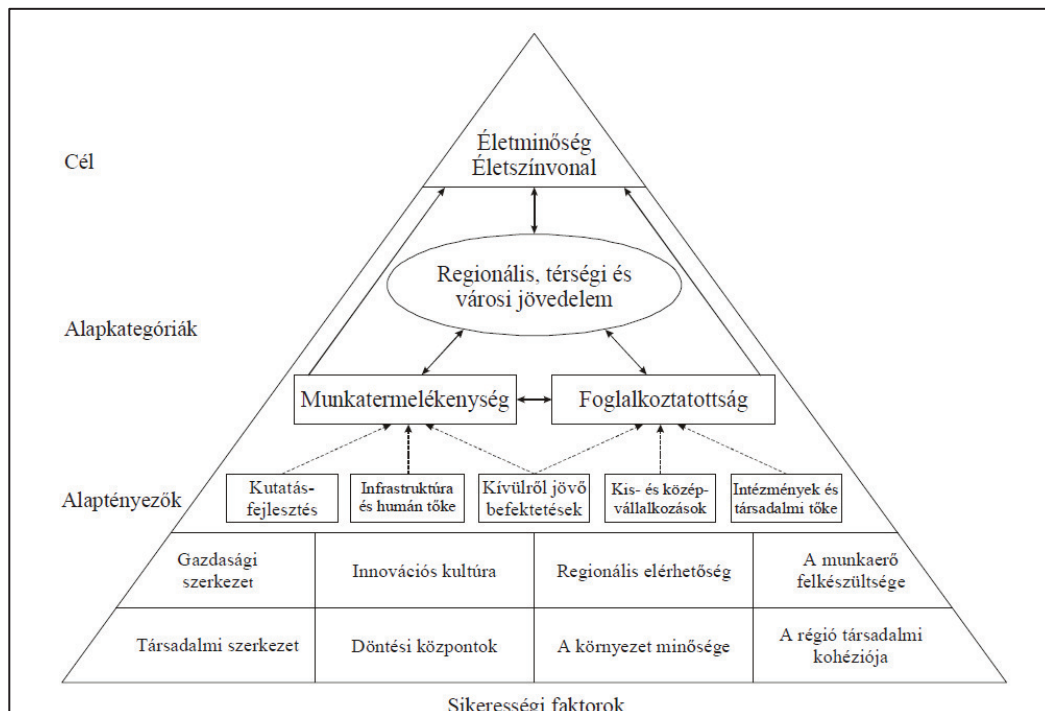 Cél
Életminőség
Életszínvonal
Regionális, térségi és
városi jövedelem
Alapkategóriák
Munkatermelékenység
Foglalkoztatottság
Alaptényezők
Kutatás-
fejlesztés
Infrastruktúra
és humán tőke
Kívülről jövő
befektetések
Kis- és közép-
vállalkozások
Intézmények és
társadalmi tőke
Gazdasági
szerkezet
Innovációs kultúra
Regionális elérhetőség
A munkaerő
felkészültsége
Társadalmi szerkezet
Döntési központok
A környezet minősége
A régió társadalmi
kohéziója
Sikerességi faktorok